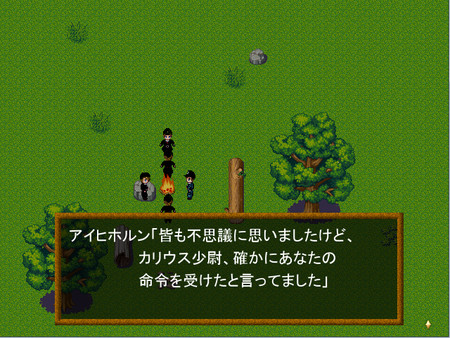 アイヒホルン「皆も不思議に思いましたけど、
カリウス少尉、確かにあなたの
命令を受けたと言ってました」